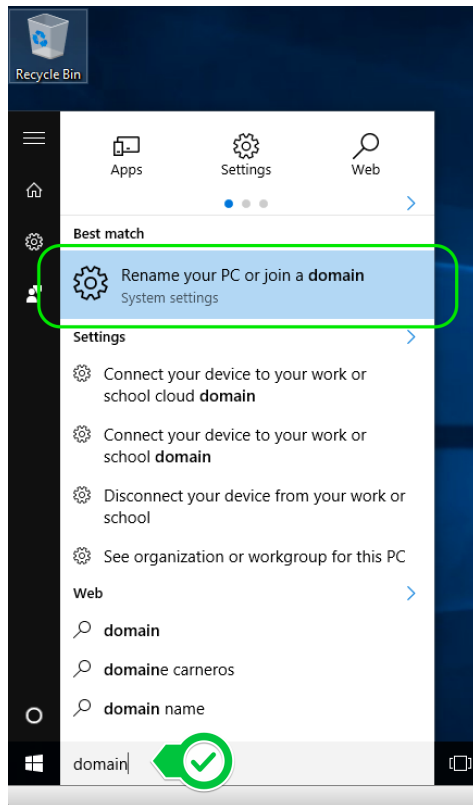 Recycle Bin
Apps
Settings
Web
Best match
Rename your PC or join a domain
System settings
Settings
Connect your device to your work or
school cloud domain
Connect your device to your work or
school domain
Disconnect your device from your work or
school
See organization or workgroup for this PC
Web
domain
domaine carneros
domain name
domain